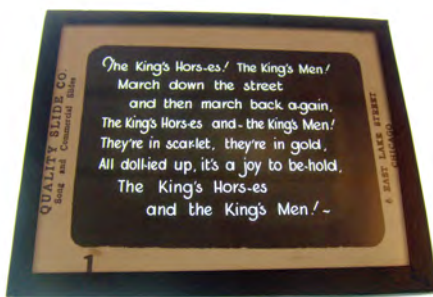 QUALITY SLIDE CO.
Song and Commercial Slides
The King's Hors-es! The King's Men!
March down the street
and then march back a-gain,
The King's Hors-es and - the King's Men!
They're in scar-let, they're in gold,
All doll-ied up, it's a joy to be-hold,
The King's Hors-es
and the King's Men! ~
6 EAST LAKE STREET
CHICAGO
1